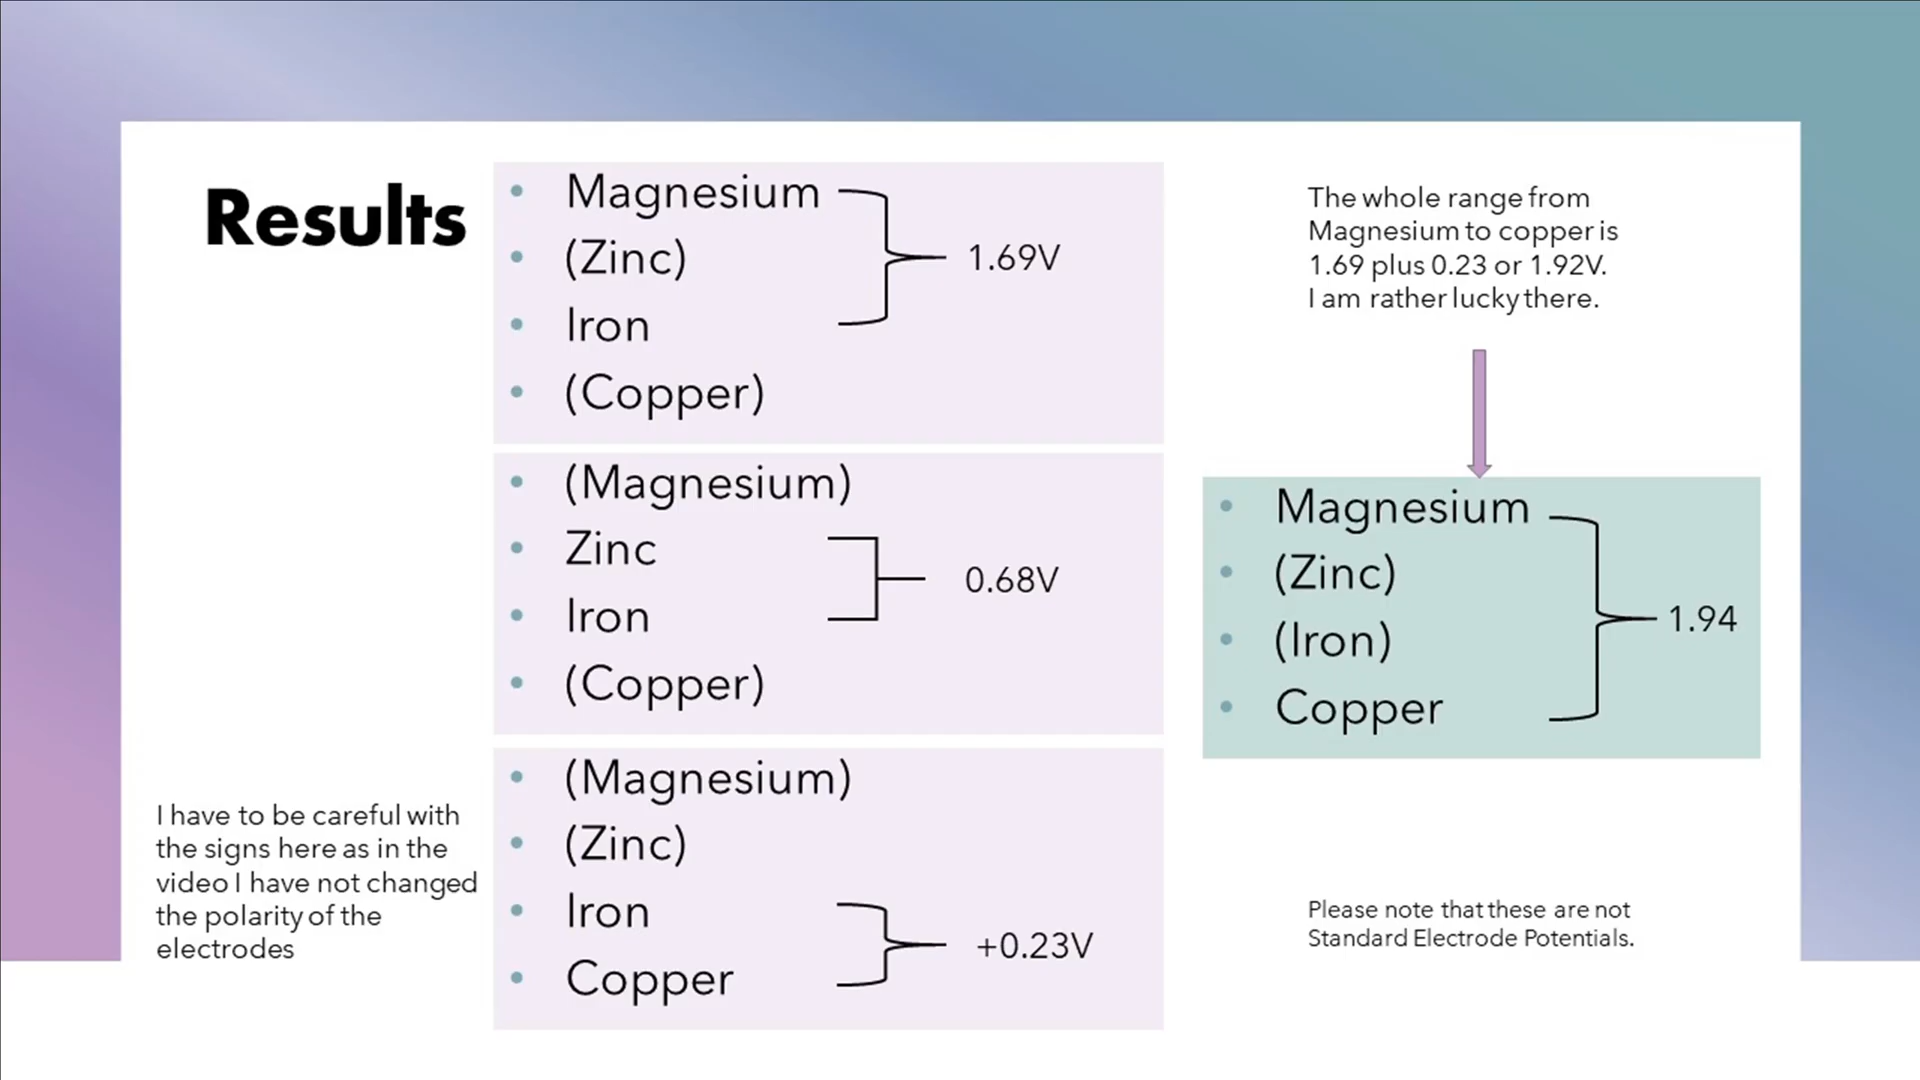 Results
• Magnesium
• (Zinc)
• Iron
• (Copper)
1.69V
• (Magnesium)
• Zinc
• Iron
• (Copper)
0.68V
• (Magnesium)
• (Zinc)
• Iron
• Copper
+0.23V
I have to be careful with
the signs here as in the
video I have not changed
the polarity of the
electrodes
The whole range from
Magnesium to copper is
1.69 plus 0.23 or 1.92V.
I am rather lucky there.
• Magnesium
• (Zinc)
• (Iron)
• Copper
1.94
Please note that these are not
Standard Electrode Potentials.